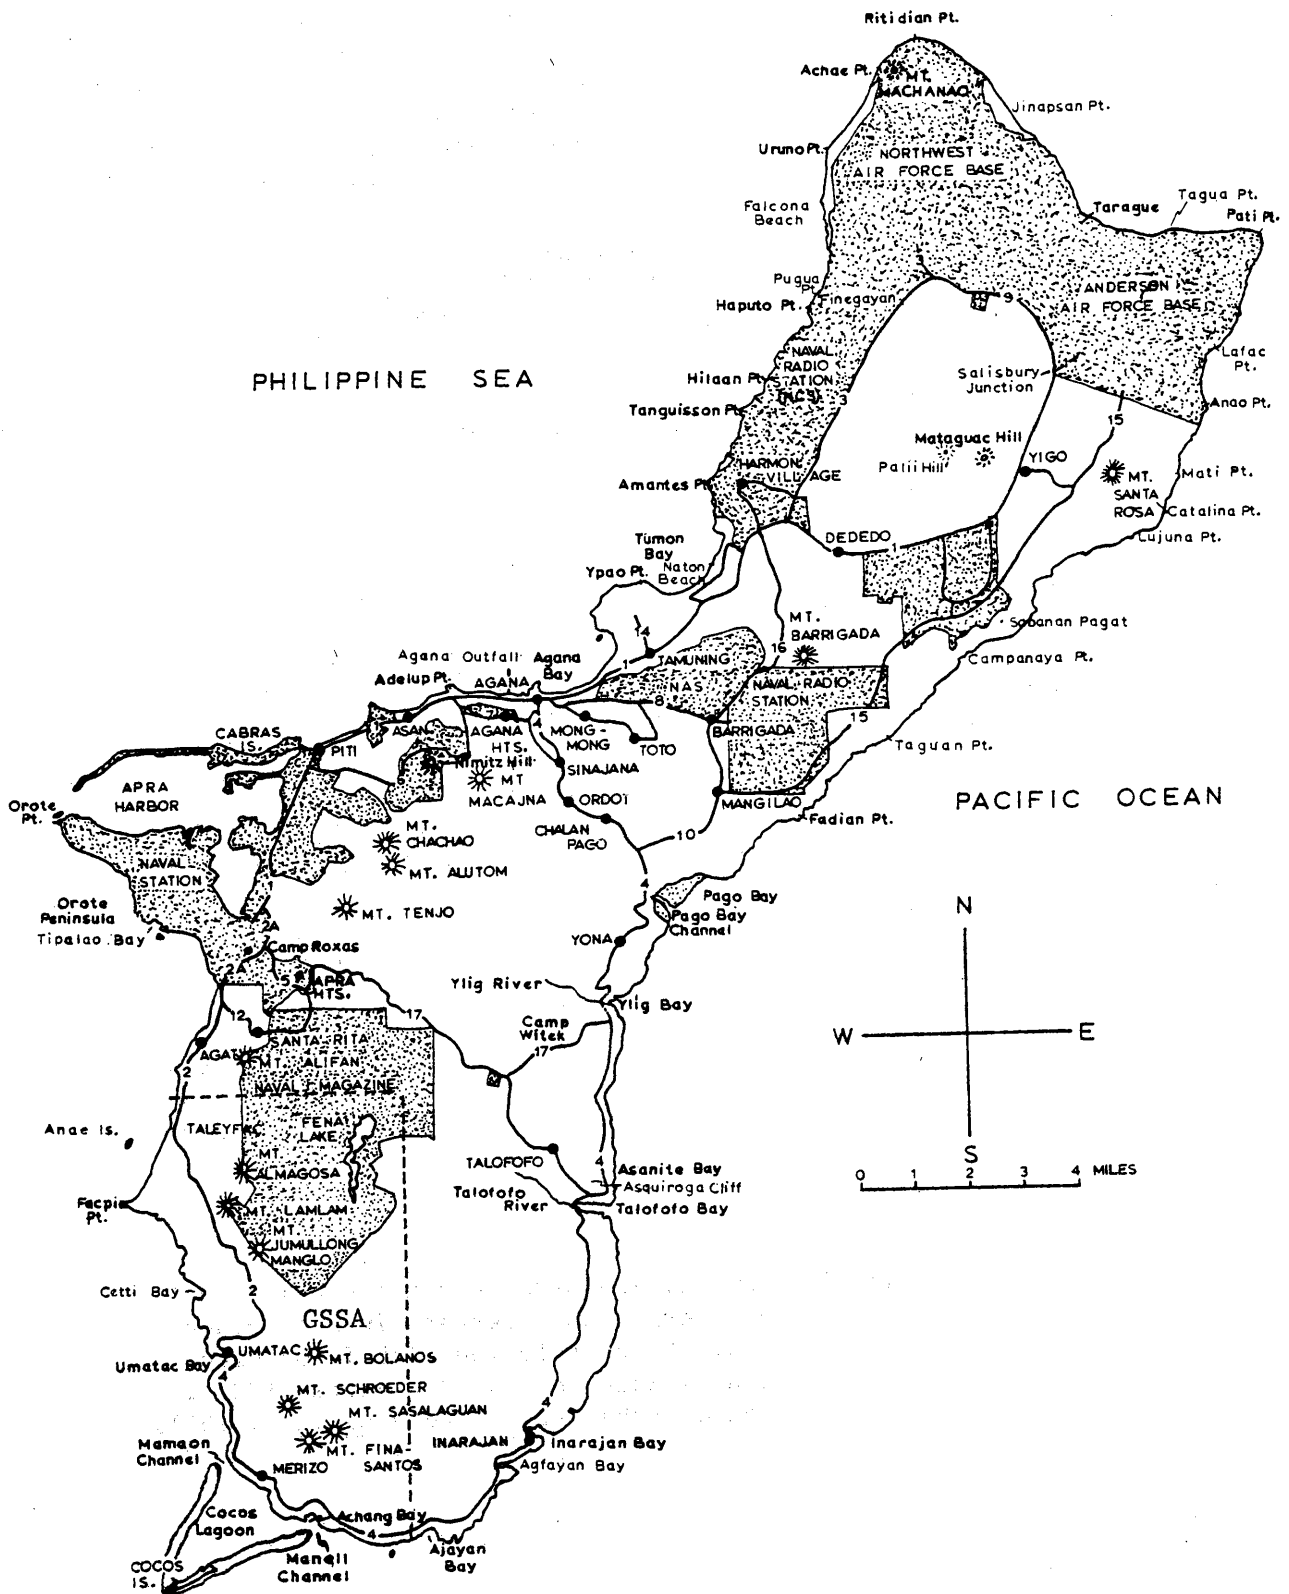 Ritidian Pt.
Achae Pt.
MT.
MACHANAO
Jinapsan Pt.
Uruno Pt.
NORTHWEST
AIR FORCE BASE
Falcona
Beach
Tarague
Tagua Pt.
Pati Pt.
Pugua
Pt.
Finegayan
Haputo Pt.
9
ANDERSON
AIR FORCE BASE
PHILIPPINE SEA
NAVAL
RADIO
STATION
(NCS)
Hilaan Pt.
3
Salisbury
Junction
Lafac
Pt.
Tanguisson Pt.
Anao Pt.
15
Mataguac Hill
Palii Hill
YIGO
HARMON
VILLAGE
Amantes Pt.
MT.
SANTA
ROSA
Mati Pt.
Catalina Pt.
Lujuna Pt.
Tumon
Bay
DEDEDO
1
Ypao Pt.
Naton
Beach
MT.
BARRIGADA
Sabanan Pagat
14
16
Campanaya Pt.
Agana Outfall
Agana
Bay
1
TAMUNING
Adelup Pt.
AGANA
NAS
NAVAL RADIO
STATION
8
15
CABRAS
IS.
1
ASAN
7
AGANA
HTS.
4
MONG-
MONG
TOTO
BARRIGADA
Taguan Pt.
PITI
Nimitz Hill
6
MT
MACAJNA
SINAJANA
APRA
HARBOR
ORDOT
MANGILAO
PACIFIC OCEAN
Orote
Pt.
CHALAN
PAGO
Fadian Pt.
MT.
CHACHAO
10
MT. ALUTOM
NAVAL
STATION
4
Pago Bay
Orote
Peninsula
MT. TENJO
Pago Bay
Channel
N
Tipalao Bay
2A
YONA
Camp Roxas
2A
5
APRA
HTS.
Ylig River
Ylig Bay
12
17
Camp
Witek
17
W
E
SANTA RITA
AGAT
MT. ALIFAN
2
NAVAL MAGAZINE
FENA
LAKE
Anae Is.
TALEYFAC
S
MT.
ALMAGOSA
TALOFOFO
4
Asanite Bay
Asquiroga Cliff
0 1 2 3 4 MILES
Facpi
Pt.
MT. LAMLAM
Talofofo
River
Talofofo Bay
MT.
JUMULLONG
MANGLO
Cetti Bay
2
GSSA
UMATAC
Umatac Bay
MT. BOLANOS
4
MT. SCHROEDER
4
MT. SASALAGUAN
Mamaon
Channel
MT. FINA-
SANTOS
INARAJAN
Inarajan Bay
MERIZO
Agfayan Bay
Cocos
Lagoon
Achang Bay
4
Ajayan
Bay
COCOS
IS.
Manell
Channel